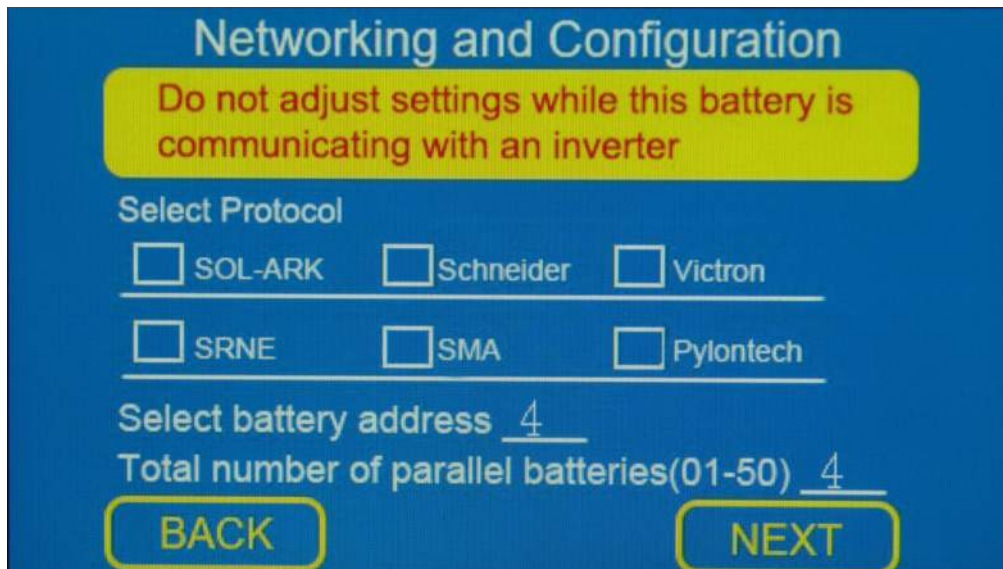 Networking and Configuration
Do not adjust settings while this battery is
communicating with an inverter
Select Protocol
SOL-ARK Schneider Victron
SRNE SMA Pylontech
Select battery address 4
Total number of parallel batteries(01-50) 4
BACK NEXT